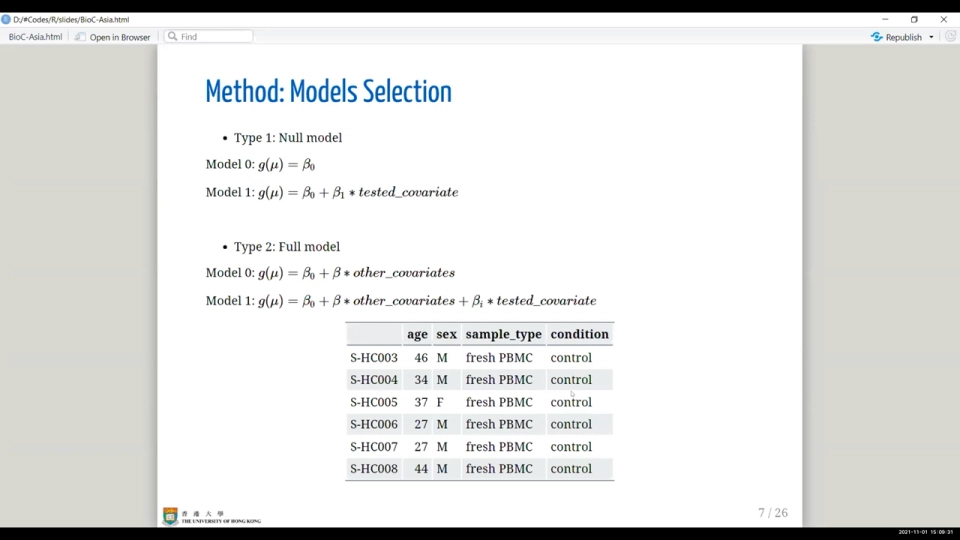 D:/#Codes/R/slides/BioC-Asia.html
BioC-Asia.html Open in Browser Find Republish
Method: Models Selection
• Type 1: Null model
Model 0: g(μ) = β₀
Model 1: g(μ) = β₀ + β₁ * tested_covariate
• Type 2: Full model
Model 0: g(μ) = β₀ + β * other_covariates
Model 1: g(μ) = β₀ + β * other_covariates + βᵢ * tested_covariate
age sex sample_type condition
S-HC003 46 M fresh PBMC control
S-HC004 34 M fresh PBMC control
S-HC005 37 F fresh PBMC control
S-HC006 27 M fresh PBMC control
S-HC007 27 M fresh PBMC control
S-HC008 44 M fresh PBMC control
香港大學
THE UNIVERSITY OF HONG KONG
7 / 26
2021-11-01 15:09:31